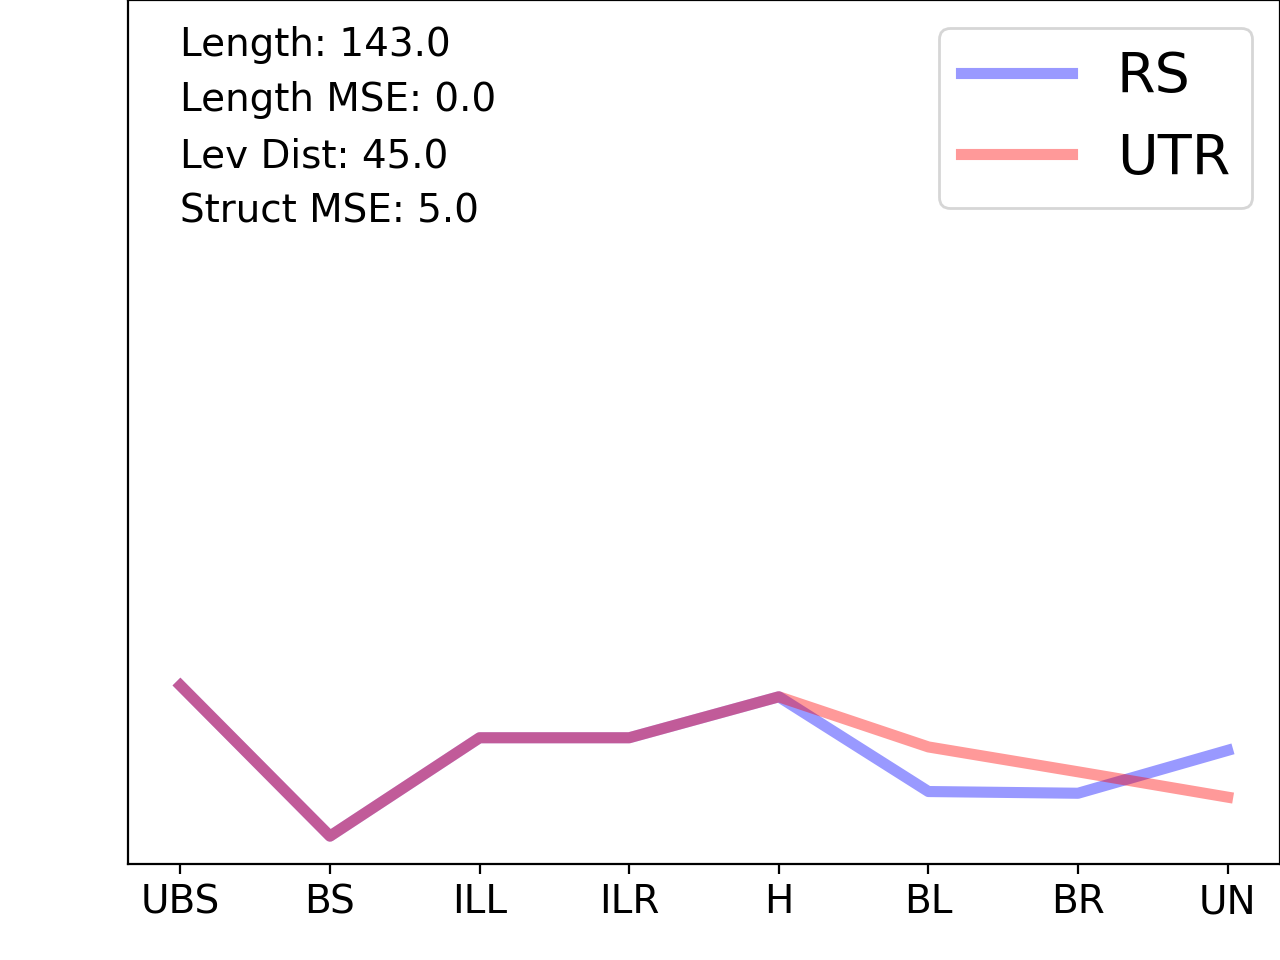 Length: 143.0
Length MSE: 0.0
Lev Dist: 45.0
Struct MSE: 5.0
RS
UTR
UBS BS ILL ILR H BL BR UN